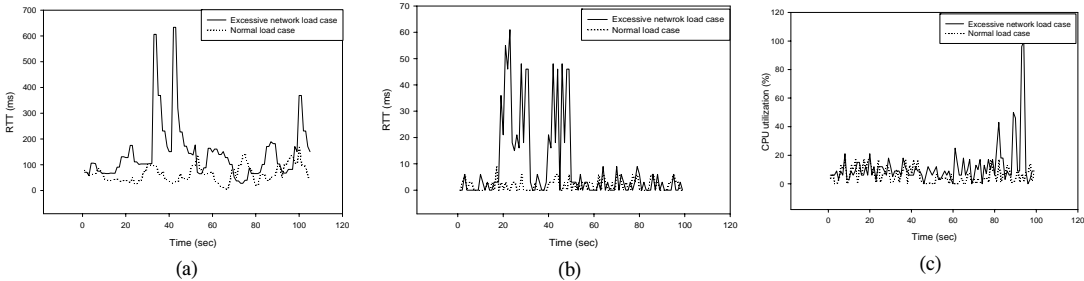 700
600
500
400
300
200
100
0
RTT (ms)
Excessive network load case
Normal load case
0 20 40 60 80 100 120
Time (sec)
(a)
70
60
50
40
30
20
10
0
RTT (ms)
Excessive netwrok load case
Normal load case
0 20 40 60 80 100 120
Time (sec)
(b)
120
100
80
60
40
20
0
CPU utilization (%)
Excessive network load case
Normal load case
0 20 40 60 80 100 120
Time (sec)
(c)